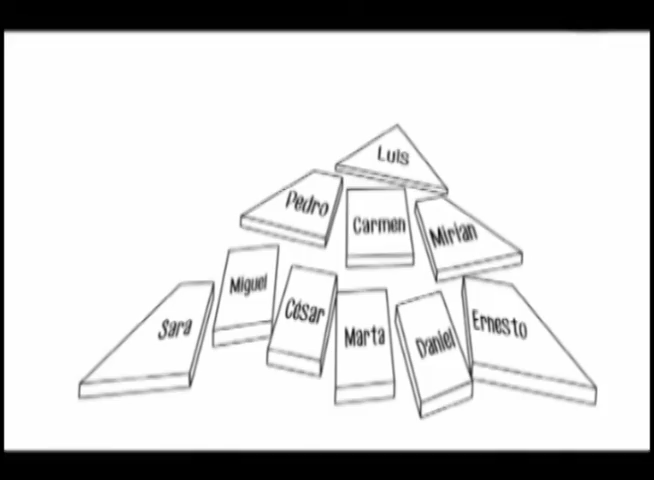 Luis
Pedro
Carmen
Mirian
Miguel
César
Marta
Daniel
Sara
Ernesto